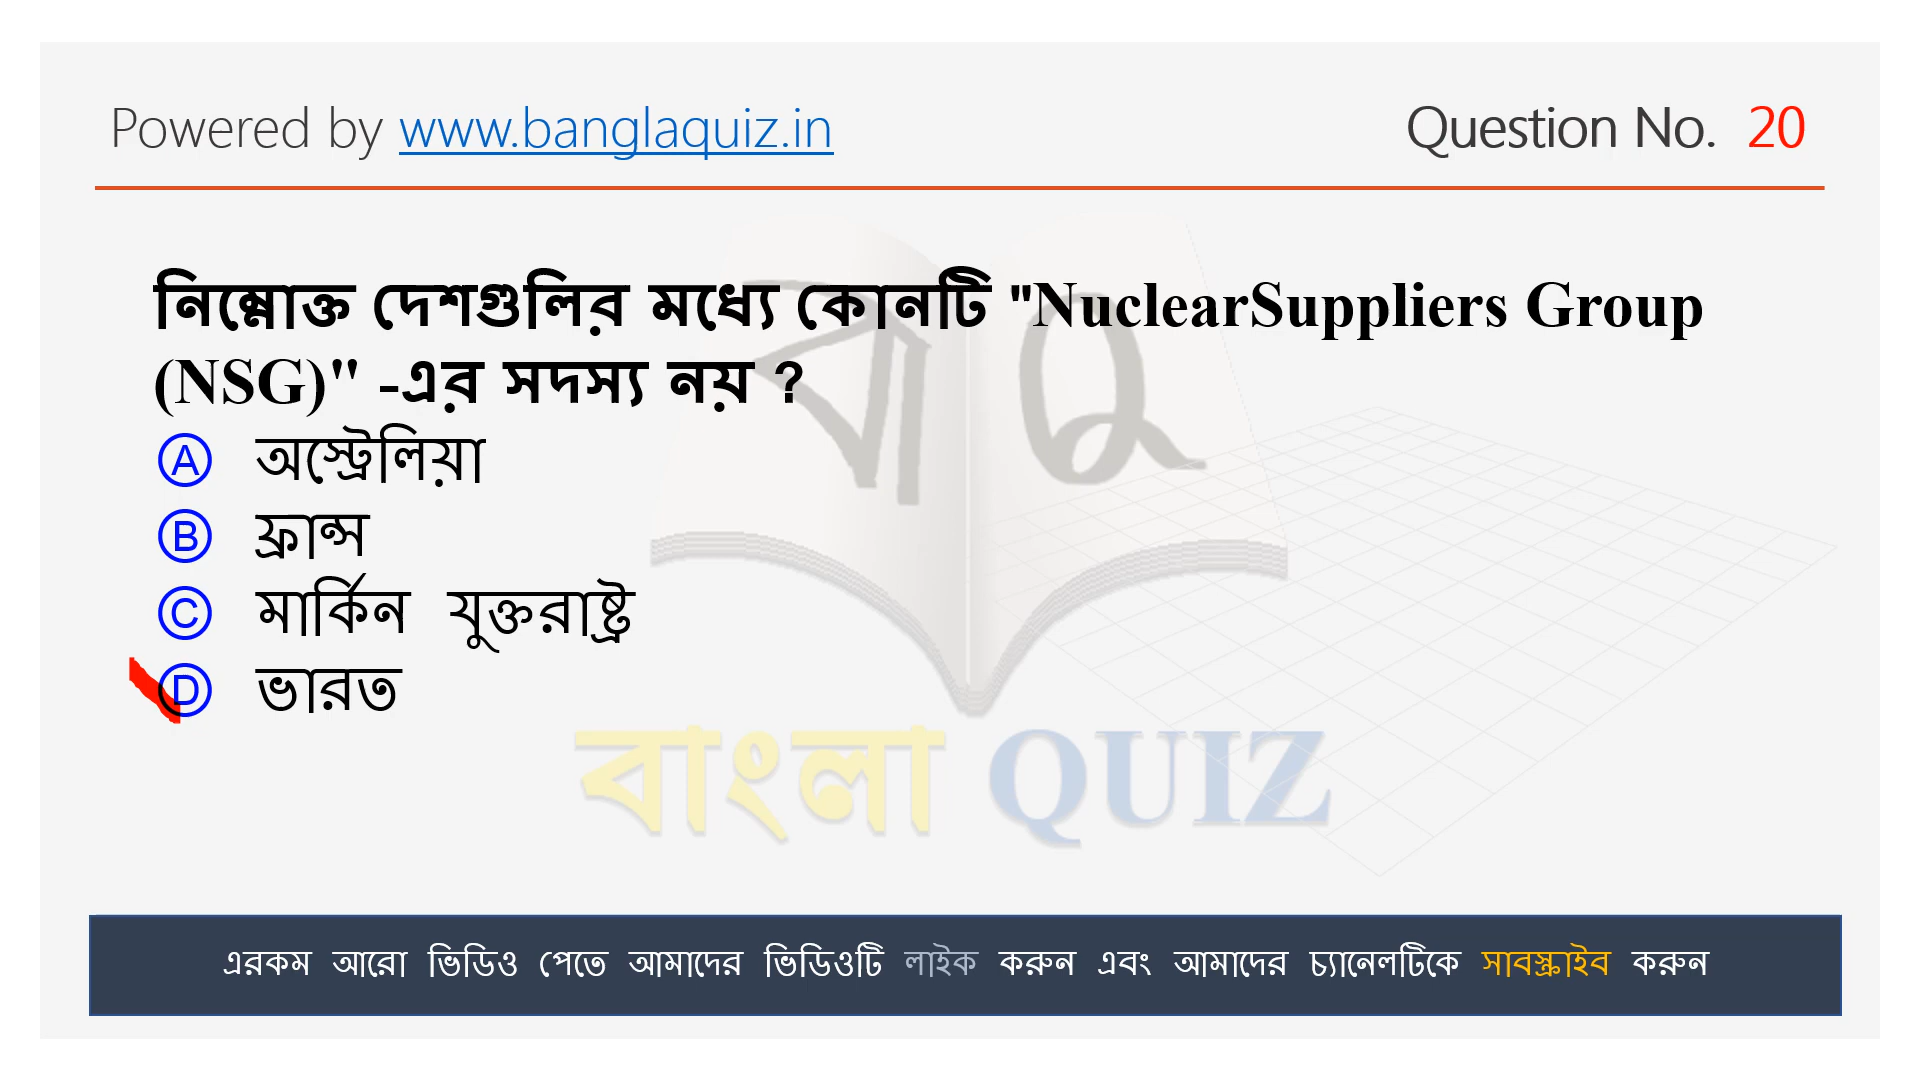 Powered by www.banglaquiz.in
Question No. 20
নিম্নোক্ত দেশগুলির মধ্যে কোনটি "NuclearSuppliers Group
(NSG)" -এর সদস্য নয় ?
Ⓐ অস্ট্রেলিয়া
Ⓑ ফ্রান্স
Ⓒ মার্কিন যুক্তরাষ্ট্র
Ⓓ ভারত
বাQ
বাংলা QUIZ
এরকম আরো ভিডিও পেতে আমাদের ভিডিওটি লাইক করুন এবং আমাদের চ্যানেলটিকে সাবস্ক্রাইব করুন